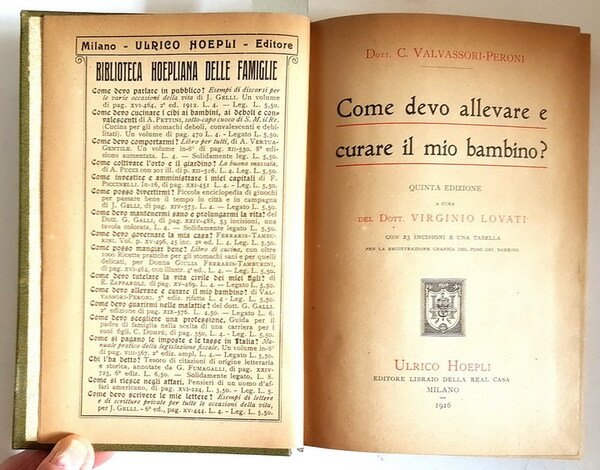 Milano - ULRICO HOEPLI - Editore
BIBLIOTECA HOEPLIANA DELLE FAMIGLIE
Come devo parlare in pubblico? Esempi di discorsi per
le varie occasioni della vita di J. GELLI. Un volume
di pag. XVI-464, 2ª ed. 1912. L. 4. — Leg. L. 5,50.
Come devo cucinare i cibi ai bambini, ai deboli e con-
valescenti di A. PETTINI, sotto-capo cuoco di S. M. il Re.
(Cucina per gli stomachi deboli, convalescenti e debi-
litati). Un volume di pag. 470 L. 4. - Legato L. 5,50.
Come devo comportarmi? Libro per tutti, di A. VERTUA-
GENTILE. Un volume in-8º di pag. XII-530. 8ª edi-
zione aumentata. L. 4. — Solidamente leg. L. 5,50.
Come coltivare l'orto e il giardino? La buona massaia,
di A. PUCCI con 102 ill. di p. XII-516. L. 4. - Leg. L. 5,50.
Come investire e amministrare i miei capitali di F.
PICCINELLI. In-16, di pag. XXI-451 L. 4. - Leg. L. 5,50.
Come posso divertirmi? Piccola enciclopedia di giuochi
per passare bene il tempo in città e in campagna
di J. GELLI. L. 4. — Legato L. 5,50.
Come devo mantenermi sano e prolungarmi la vita? del
Dott. G. GALLI, di pag. XXIV-488, 53 incisioni, una
tavola colorata, L. 4. — Solidamente legato L. 5,50.
Come devo governare la mia casa? FERRARIS-TAMBU-
RINI. Vol. p. XV-496, 45 inc. 2ª ed. L. 4. - Leg. L. 5,50.
Come posso mangiar bene? Libro di cucina, con oltre
1000 Ricette pratiche per gli stomachi sani e per quelli
delicati, per Donna GIULIA FERRARIS-TAMBURINI,
di pag. XII-464, con illustr. 4ª ed., L. 4. — Leg. L. 5,50.
Come devo tutelare la vita civile dei miei figli? di
E. ZAPPAROLI, di pag. XV-469. L. 4. — Legato L. 5,50.
Come devo allevare e curare il mio bambino? di VAL-
VASSORI-PERONI. 5ª ediz. rifatta L. 4 - Leg. L. 5,50.
Come devo guarirmi nelle malattie? del dott. G. GALLI
2ª edizione di pag. XIX-576. L. 4,50. — Legato L. 6.
Come devo scegliere una professione. Guida per il
padre di famiglia nella scelta di una carriera per i
suoi figli. C. DOMPÈ, di pag. 350, L. 4. — Leg. L. 5,50.
Come si pagano le imposte e le tasse in Italia? Ma-
nuale pratico della legislazione fiscale. Un volume in-8º
di pag. VIII-367. 2ª ediz. ampl. L. 4.— Legato L. 5,50.
Chi l'ha detto? Tesoro di citazioni di origine letteraria
e storica, annotate da G. FUMAGALLI, di pag. XXIV-
723, 6ª ediz. L. 6,50. — Solidamente legato, L. 8.
Come si riesce negli affari. Pensieri di un uomo d'af-
fari americano, di pag. XVI-224, L. 3,50. — Leg. L. 5.
Come devo scrivere le mie lettere? Esempi di lettere
e di scritture private per tutte le occasioni della vita,
per J. GELLI. - 6ª ed., pag. XV-444. L. 4. - Leg. L. 5,50.
DOTT. C. VALVASSORI-PERONI
Come devo allevare e
curare il mio bambino?
QUINTA EDIZIONE
A CURA
DEL DOTT. VIRGINIO LOVATI
CON 23 INCISIONI E UNA TABELLA
PER LA REGISTRAZIONE GRAFICA DEL PESO DEL BAMBINO
ULRICO HOEPLI
EDITORE LIBRAIO DELLA REAL CASA
MILANO
1916